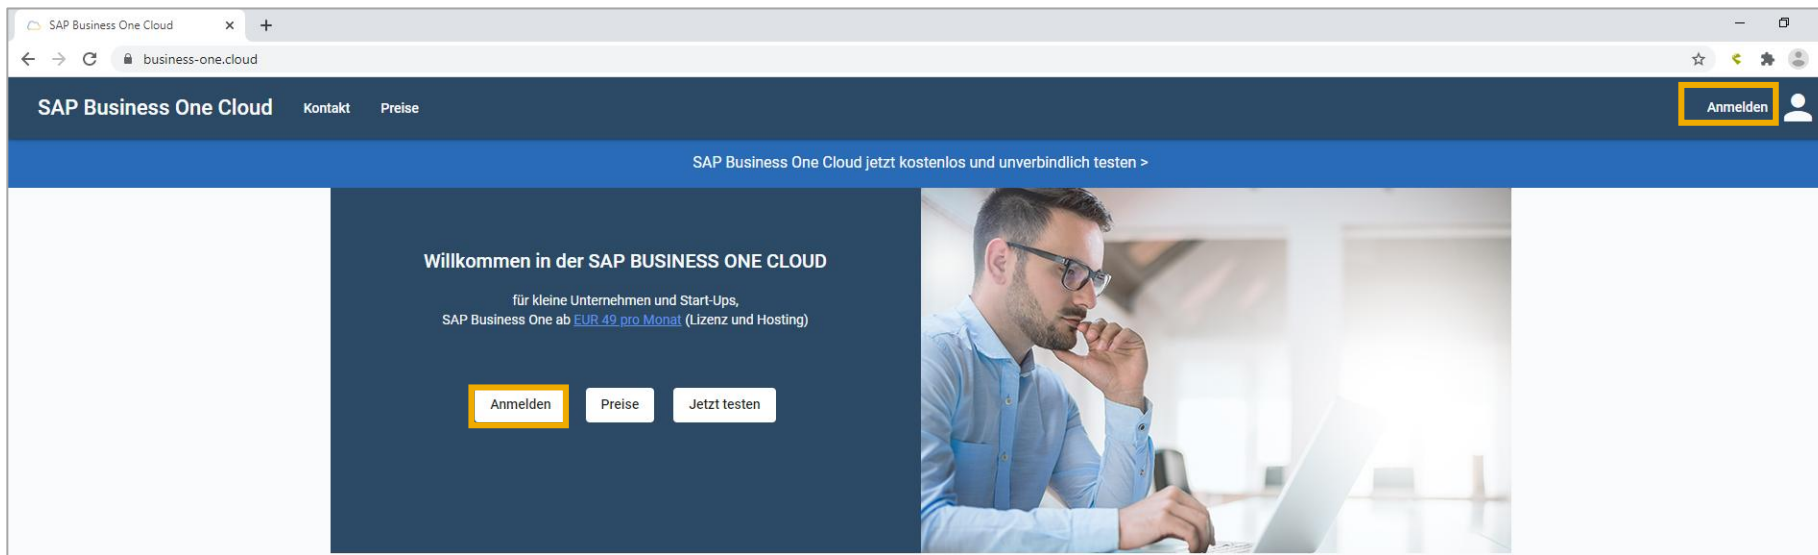 SAP Business One Cloud
business-one.cloud
SAP Business One Cloud Kontakt Preise Anmelden
SAP Business One Cloud jetzt kostenlos und unverbindlich testen >
Willkommen in der SAP BUSINESS ONE CLOUD
für kleine Unternehmen und Start-Ups,
SAP Business One ab EUR 49 pro Monat (Lizenz und Hosting)
Anmelden Preise Jetzt testen